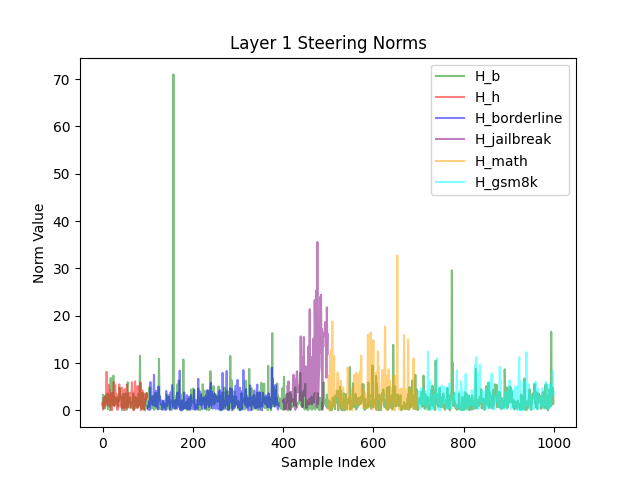 Layer 1 Steering Norms
Norm Value
70
60
50
40
30
20
10
0
H_b
H_h
H_borderline
H_jailbreak
H_math
H_gsm8k
0 200 400 600 800 1000
Sample Index